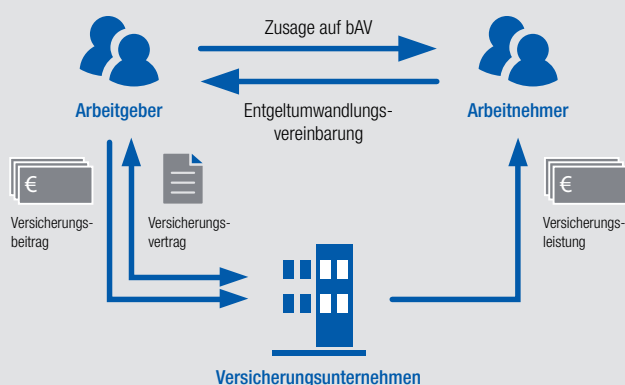 Zusage auf bAV
Arbeitgeber
Entgeltumwandlungs-
vereinbarung
Arbeitnehmer
€
Versicherungs-
beitrag
Versicherungs-
vertrag
€
Versicherungs-
leistung
Versicherungsunternehmen